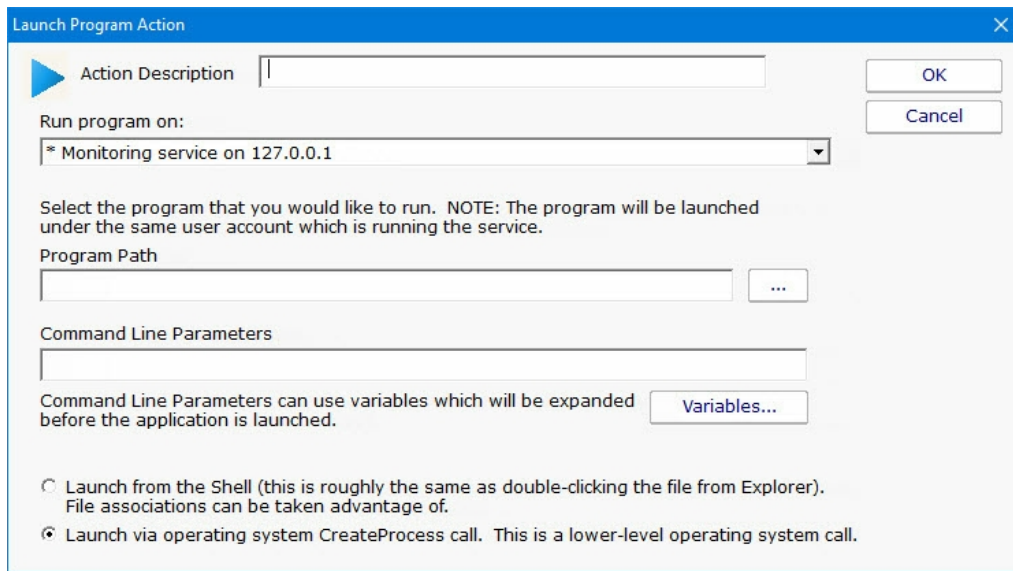 Launch Program Action
Action Description
OK
Cancel
Run program on:
* Monitoring service on 127.0.0.1
Select the program that you would like to run.  NOTE: The program will be launched
under the same user account which is running the service.
Program Path
...
Command Line Parameters
Command Line Parameters can use variables which will be expanded
before the application is launched.
Variables...
Launch from the Shell (this is roughly the same as double-clicking the file from Explorer).
File associations can be taken advantage of.
Launch via operating system CreateProcess call.  This is a lower-level operating system call.